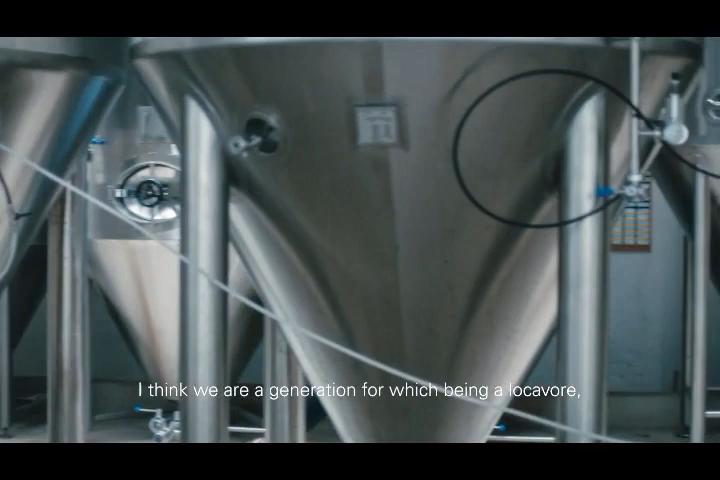 I think we are a generation for which being a locavore,